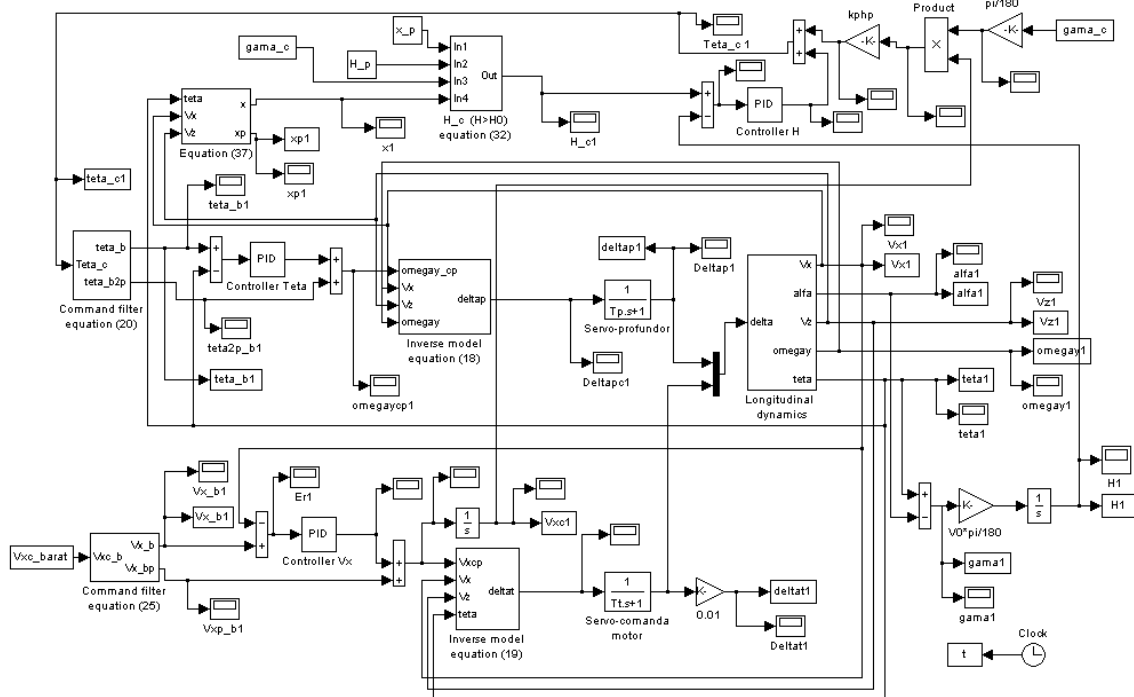 pi/180
Product
kphp
x_p
Teta_c 1
gama_c
gama_c
-K-
-K-
In1
In2
In3
In4
Out
H_p
H_c (H>H0)
equation (32)
H_c1
PID
Controller H
teta
Vx
Vz
x
xp
Equation (37)
xp1
x1
xp1
teta_c1
teta_b1
teta_b
Teta_c
teta_b2p
Command filter
equation (20)
PID
Controller Teta
teta2p_b1
teta_b1
omegay_cp
Vx
Vz
omegay
deltap
Inverse model
equation (18)
omegaycp1
deltap1
Deltap1
1
Tp.s+1
Servo-profundor
Deltapc1
delta
Vx
alfa
Vz
omegay
teta
Longitudinal
dynamics
Vx1
Vx1
alfa1
alfa1
Vz1
Vz1
omegay1
omegay1
teta1
teta1
H1
H1
Vx_b1
Vx_b1
Er1
Vxc_barat
Vxc_b
Vx_b
Vx_bp
Command filter
equation (25)
Vxp_b1
PID
Controller Vx
1
s
Vxc1
Vxcp
Vx
Vz
teta
deltat
Inverse model
equation (19)
1
Tt.s+1
Servo-comanda
motor
K-
0.01
deltat1
Deltat1
K-
V0*pi/180
1
s
gama1
gama1
Clock
t